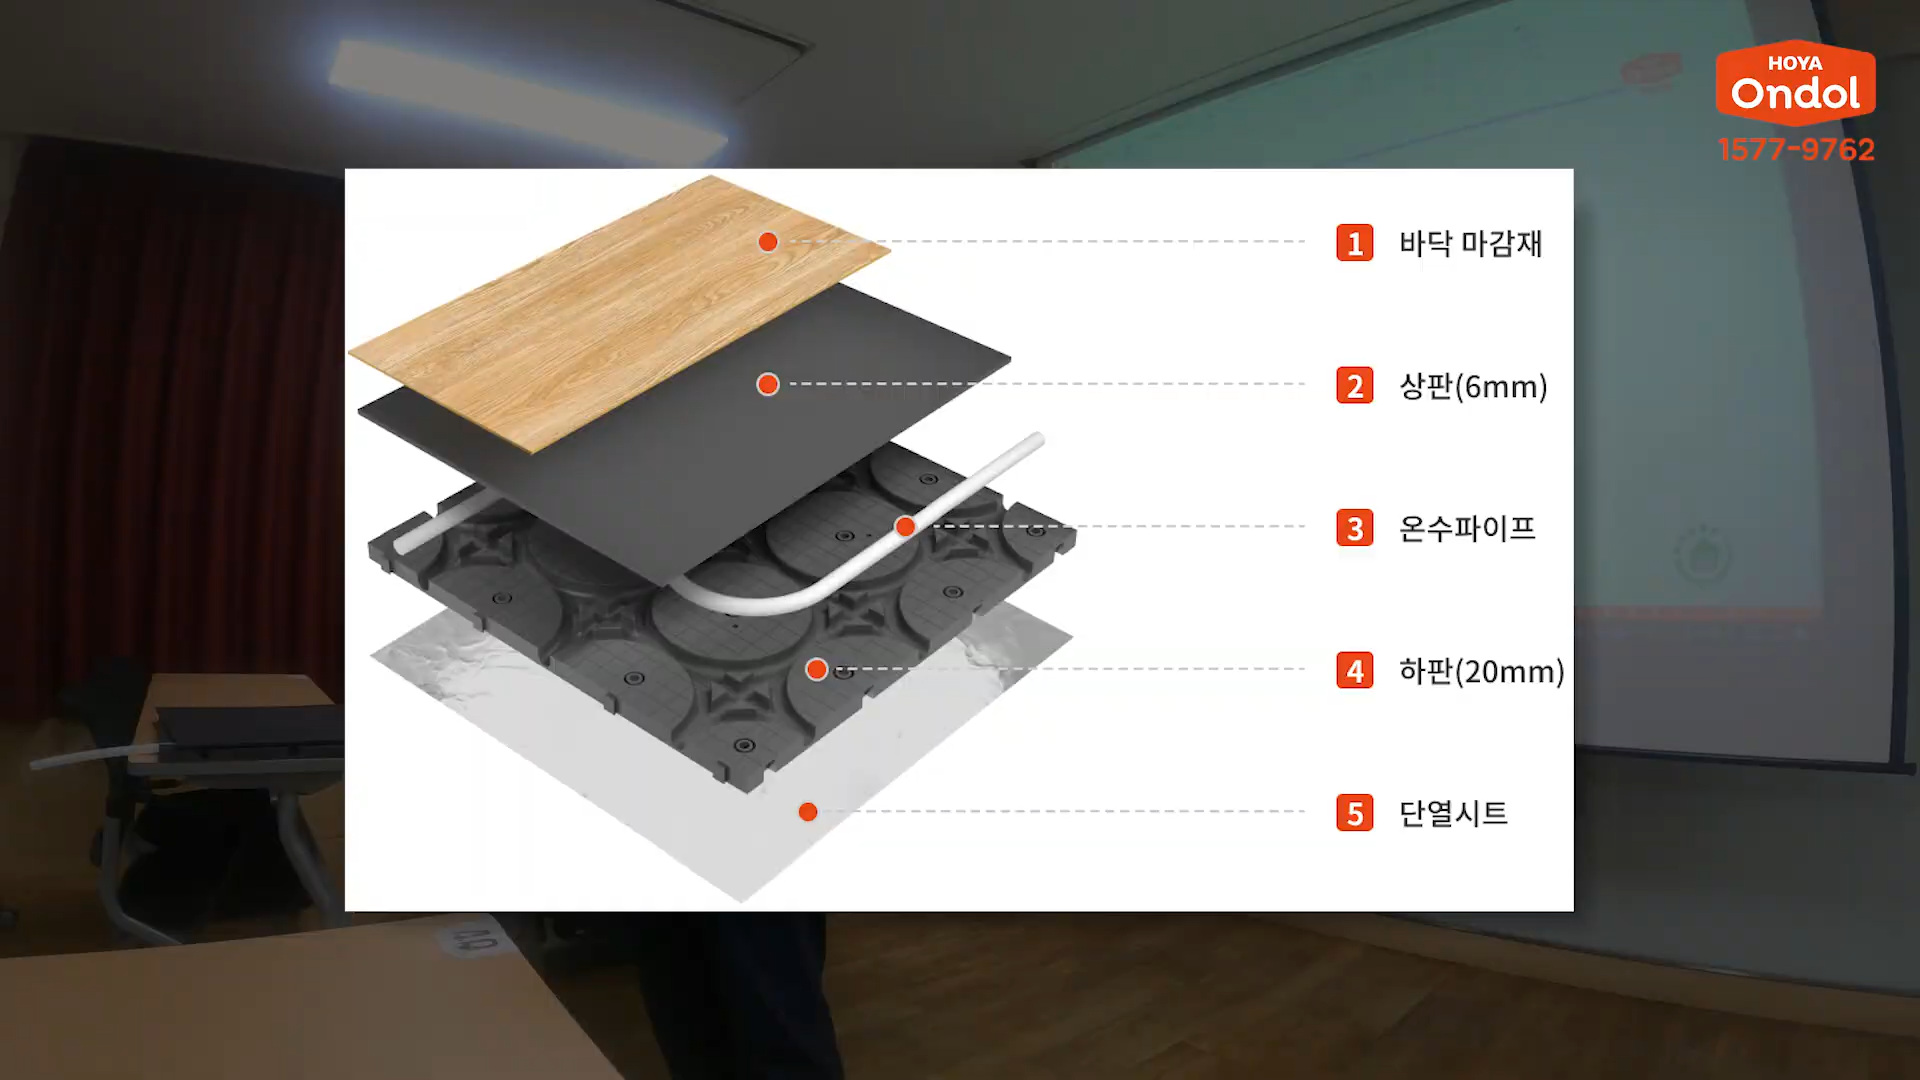 HOYA
Ondol
1577-9762
1 바닥 마감재
2 상판(6mm)
3 온수파이프
4 하판(20mm)
5 단열시트